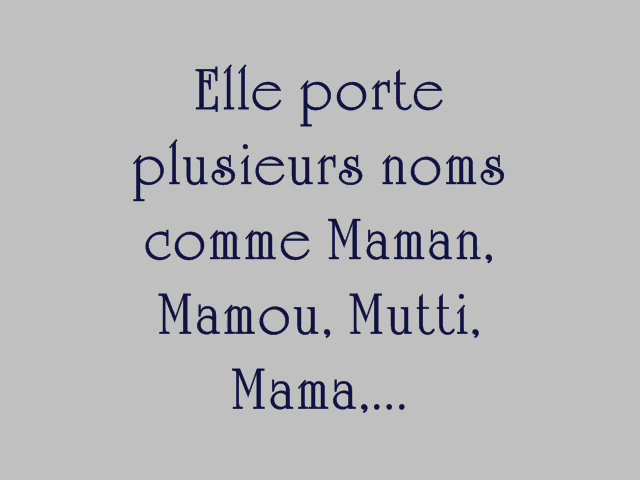 Elle porte
plusieurs noms
comme Maman,
Mamou, Mutti,
Mama,...